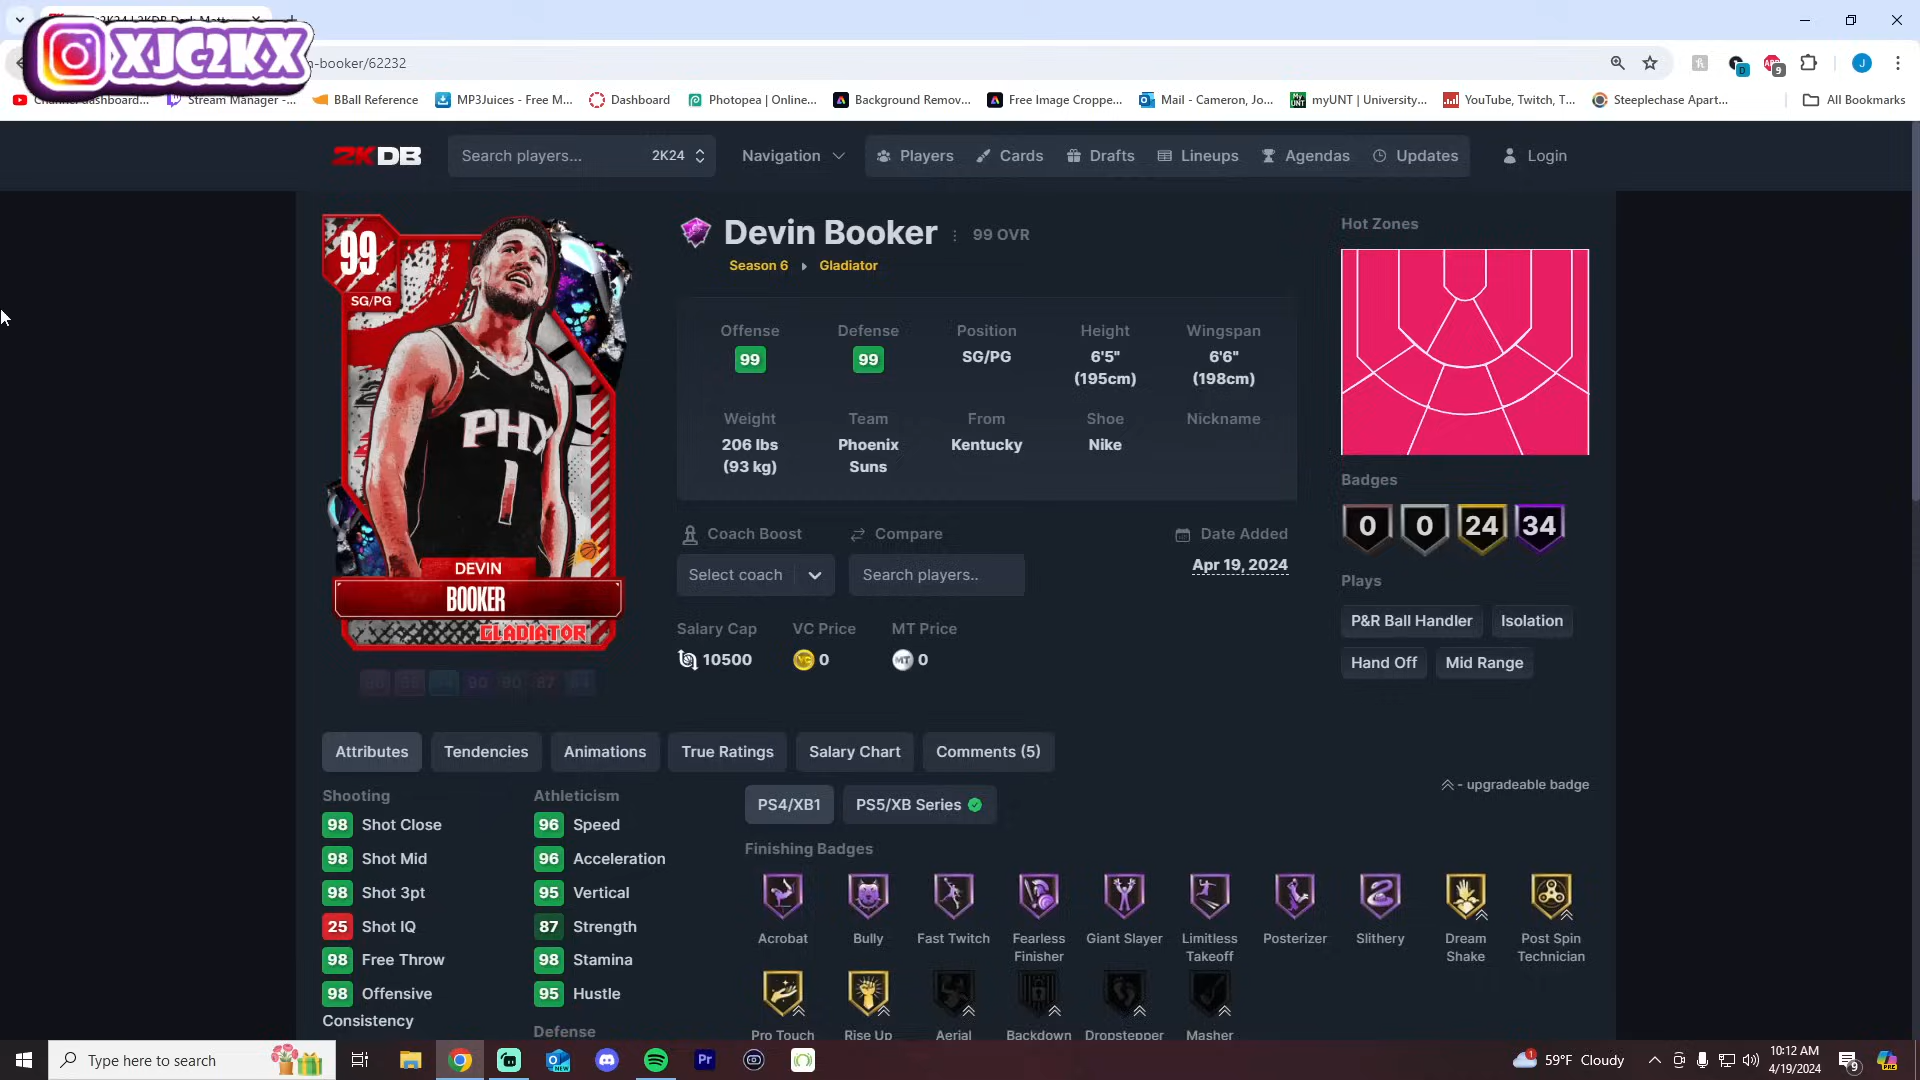 XJC2KX
n-booker/62232
Stream Manager -...
BBall Reference
MP3Juices - Free M...
Dashboard
Photopea | Online...
Background Remov...
Free Image Croppe...
Mail - Cameron, Jo...
myUNT | University...
YouTube, Twitch, T...
Steeplechase Apart...
All Bookmarks
2KDB
Search players...
2K24
Navigation
Players
Cards
Drafts
Lineups
Agendas
Updates
Login
99
SG/PG
PHX
1
PayPal
DEVIN
BOOKER
GLADIATOR
Devin Booker
99 OVR
Season 6
Gladiator
Offense
99
Defense
99
Position
SG/PG
Height
6'5"
(195cm)
Wingspan
6'6"
(198cm)
Weight
206 lbs
(93 kg)
Team
Phoenix
Suns
From
Kentucky
Shoe
Nike
Nickname
Coach Boost
Select coach
Compare
Search players..
Date Added
Apr 19, 2024
Salary Cap
10500
VC Price
VC 0
MT Price
MT 0
Hot Zones
Badges
0 0 24 34
Plays
P&R Ball Handler
Isolation
Hand Off
Mid Range
Attributes
Tendencies
Animations
True Ratings
Salary Chart
Comments (5)
Shooting
98 Shot Close
98 Shot Mid
98 Shot 3pt
25 Shot IQ
98 Free Throw
98 Offensive
Consistency
Athleticism
96 Speed
96 Acceleration
95 Vertical
87 Strength
98 Stamina
95 Hustle
Defense
PS4/XB1
PS5/XB Series
- upgradeable badge
Finishing Badges
Acrobat
Bully
Fast Twitch
Fearless
Finisher
Giant Slayer
Limitless
Takeoff
Posterizer
Slithery
Dream
Shake
Post Spin
Technician
Pro Touch
Rise Up
Aerial
Backdown
Dropstepper
Masher
Type here to search
59°F Cloudy
10:12 AM
4/19/2024